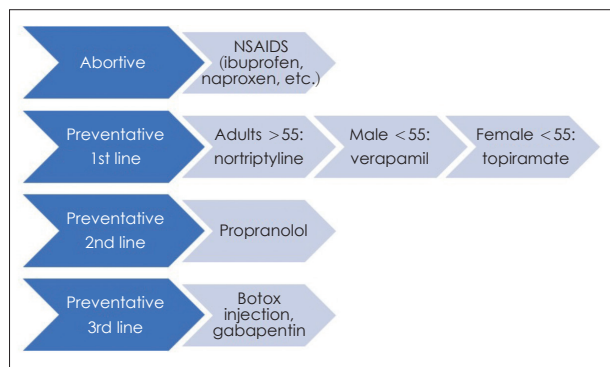 Abortive
NSAIDS
(ibuprofen,
naproxen, etc.)
Preventative
1st line
Adults >55:
nortriptyline
Male <55:
verapamil
Female <55:
topiramate
Preventative
2nd line
Propranolol
Preventative
3rd line
Botox
injection,
gabapentin